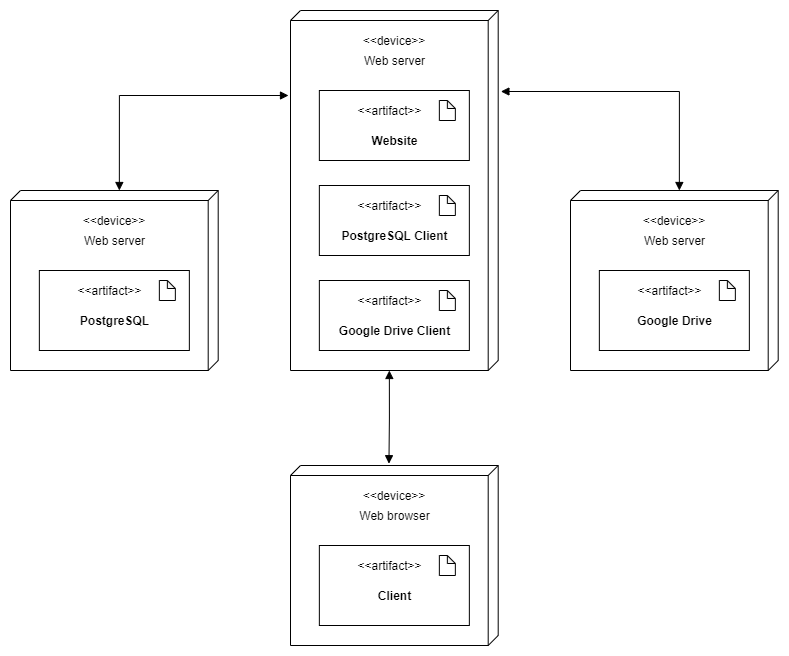 <<device>>
Web server
<<artifact>>
Website
<<artifact>>
PostgreSQL Client
<<artifact>>
Google Drive Client
<<device>>
Web server
<<artifact>>
PostgreSQL
<<device>>
Web server
<<artifact>>
Google Drive
<<device>>
Web browser
<<artifact>>
Client